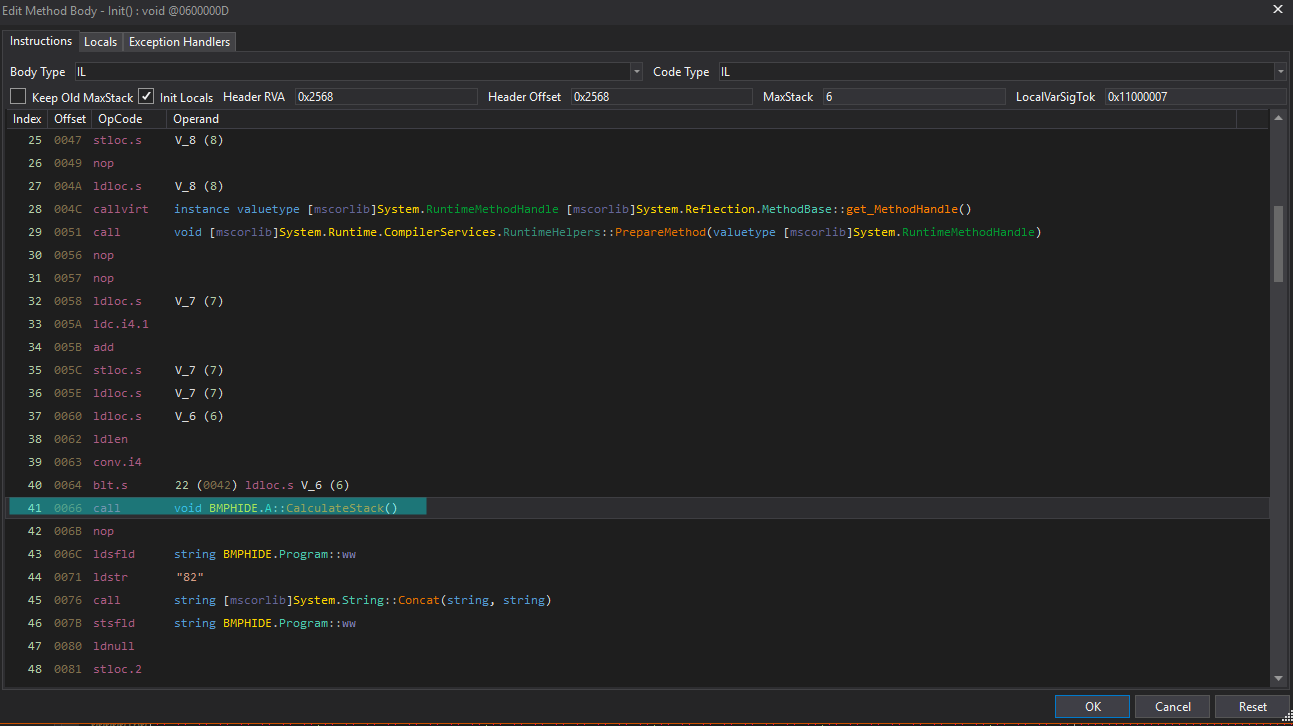 Edit Method Body - Init() : void @0600000D
Instructions Locals Exception Handlers
Body Type IL Code Type IL
Keep Old MaxStack Init Locals Header RVA 0x2568 Header Offset 0x2568 MaxStack 6 LocalVarSigTok 0x11000007
Index Offset OpCode Operand
25 0047 stloc.s V_8 (8)
26 0049 nop
27 004A ldloc.s V_8 (8)
28 004C callvirt instance valuetype [mscorlib]System.RuntimeMethodHandle [mscorlib]System.Reflection.MethodBase::get_MethodHandle()
29 0051 call void [mscorlib]System.Runtime.CompilerServices.RuntimeHelpers::PrepareMethod(valuetype [mscorlib]System.RuntimeMethodHandle)
30 0056 nop
31 0057 nop
32 0058 ldloc.s V_7 (7)
33 005A ldc.i4.1
34 005B add
35 005C stloc.s V_7 (7)
36 005E ldloc.s V_7 (7)
37 0060 ldloc.s V_6 (6)
38 0062 ldlen
39 0063 conv.i4
40 0064 blt.s 22 (0042) ldloc.s V_6 (6)
41 0066 call void BMPHIDE.A::CalculateStack()
42 006B nop
43 006C ldsfld string BMPHIDE.Program::ww
44 0071 ldstr "82"
45 0076 call string [mscorlib]System.String::Concat(string, string)
46 007B stsfld string BMPHIDE.Program::ww
47 0080 ldnull
48 0081 stloc.2
OK Cancel Reset